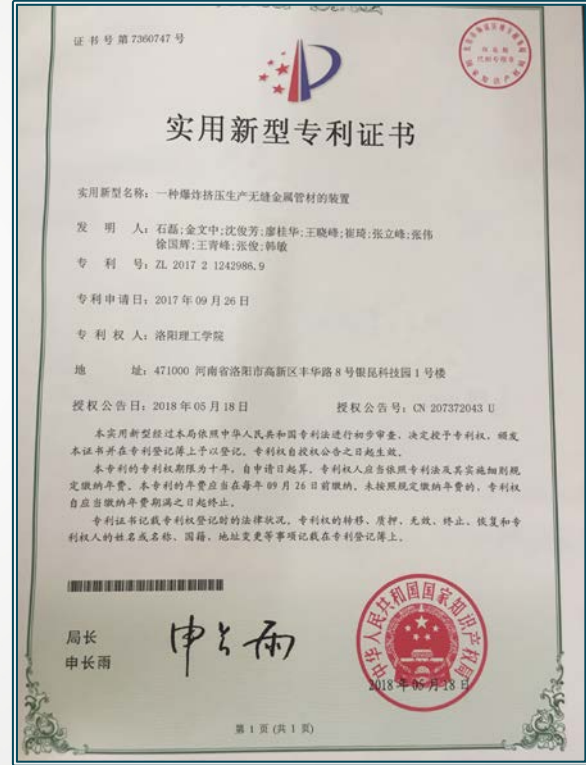 证书号第7360747号
实用新型专利证书
实用新型名称：一种爆炸挤压生产无缝金属管材的装置
发明人：石磊;金文中;沈俊芳;廖桂华;王晓峰;崔琦;张立峰;张伟
徐国辉;王青峰;张俊;韩敏
专利号：ZL 2017 2 1242986.9
专利申请日：2017年09月26日
专利权人：洛阳理工学院
地址：471000 河南省洛阳市高新区丰华路8号银昆科技园1号楼
授权公告日：2018年05月18日 授权公告号：CN 207372043 U
本实用新型经过本局依照中华人民共和国专利法进行初步审查，决定授予专利权，颁发
本证书并在专利登记簿上予以登记。专利权自授权公告之日起生效。
本专利的专利权期限为十年，自申请日起算。专利权人应当依照专利法及其实施细则规
定缴纳年费。本专利的年费应当在每年09月26日前缴纳。未按照规定缴纳年费的，专利权
自应当缴纳年费期满之日起终止。
专利证书记载专利权登记时的法律状况。专利权的转移、质押、无效、终止、恢复和专
利权人的姓名或名称、国籍、地址变更等事项记载在专利登记簿上。
局长
申长雨
申长雨
中华人民共和国国家知识产权局
2018年05月18日
第1页(共1页)